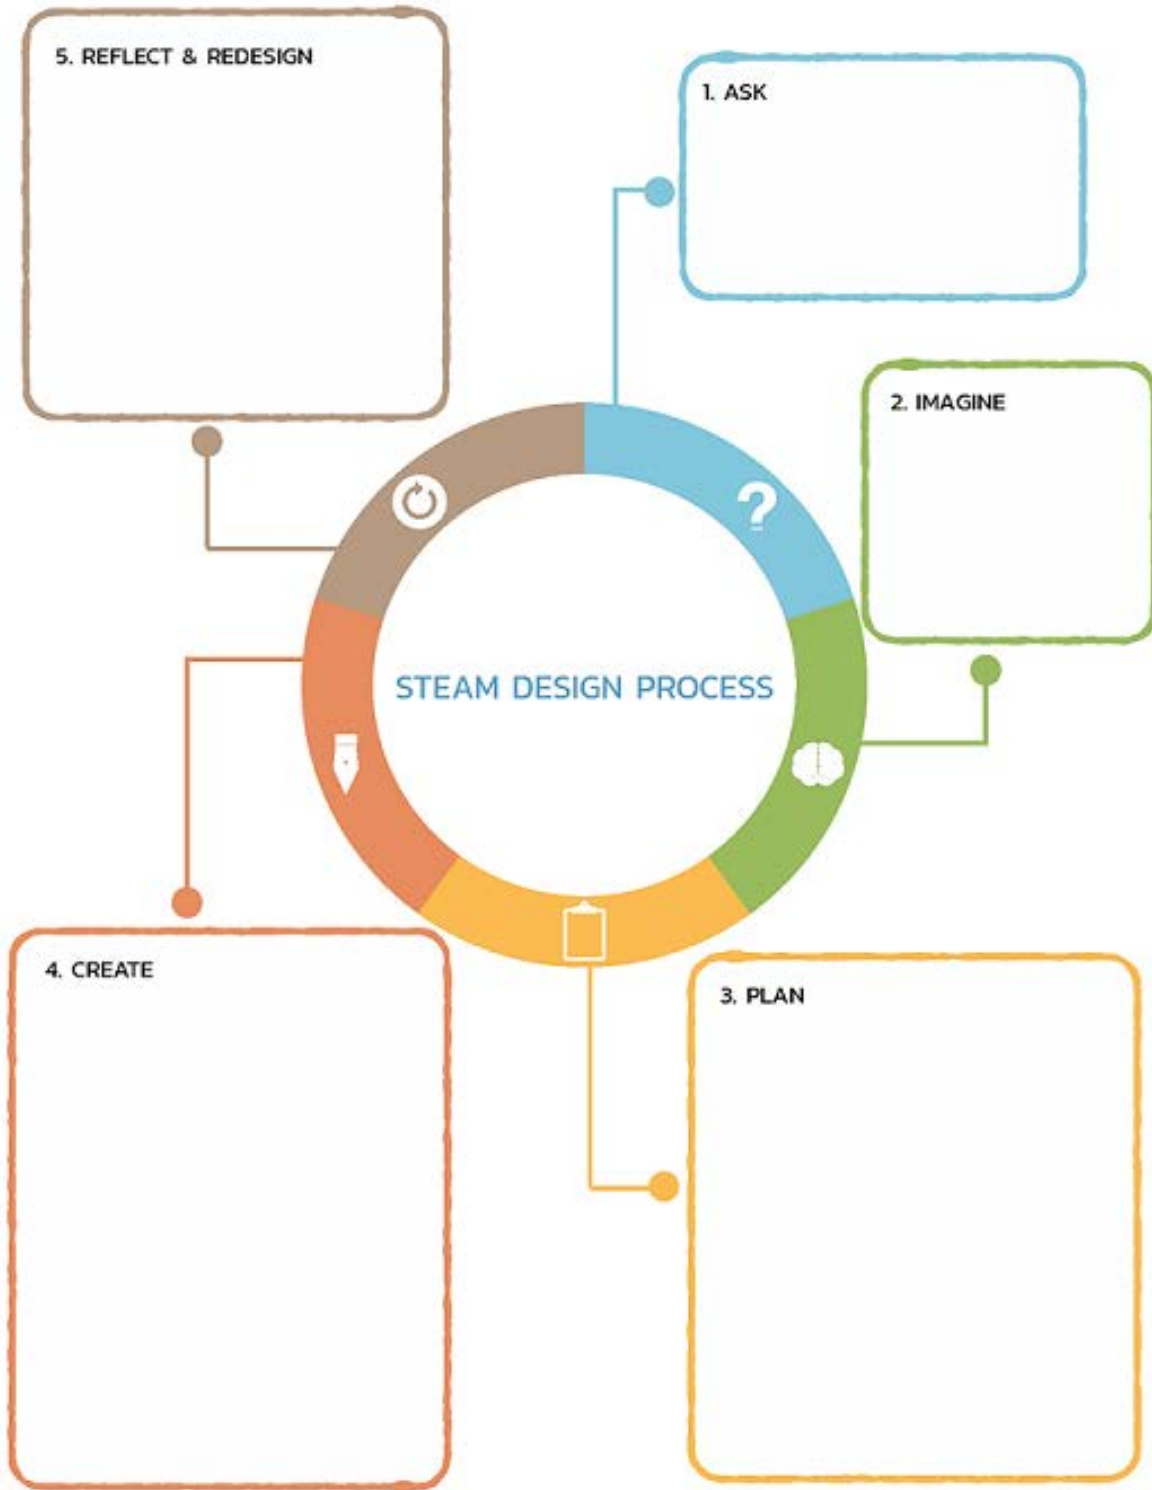 5. REFLECT & REDESIGN
1. ASK
2. IMAGINE
STEAM DESIGN PROCESS
4. CREATE
3. PLAN